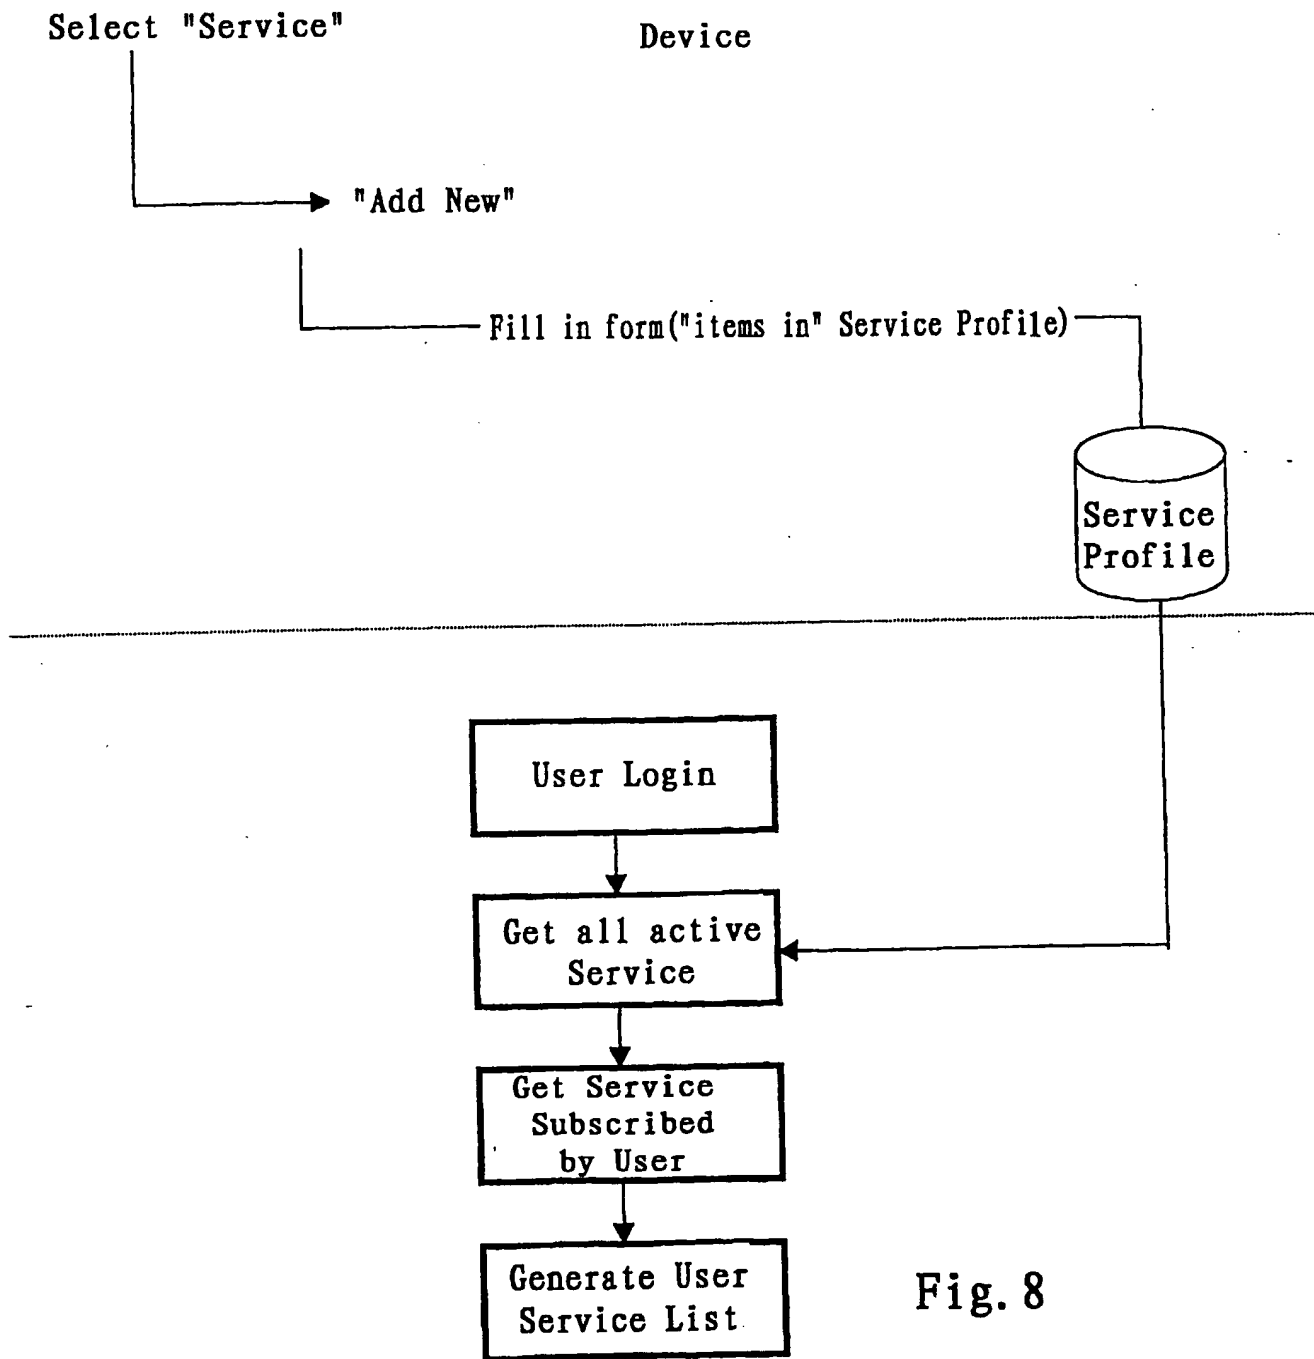 Select "Service"
Device
"Add New"
Fill in form("items in" Service Profile)
Service
Profile
User Login
Get all active
Service
Get Service
Subscribed
by User
Generate User
Service List
Fig. 8